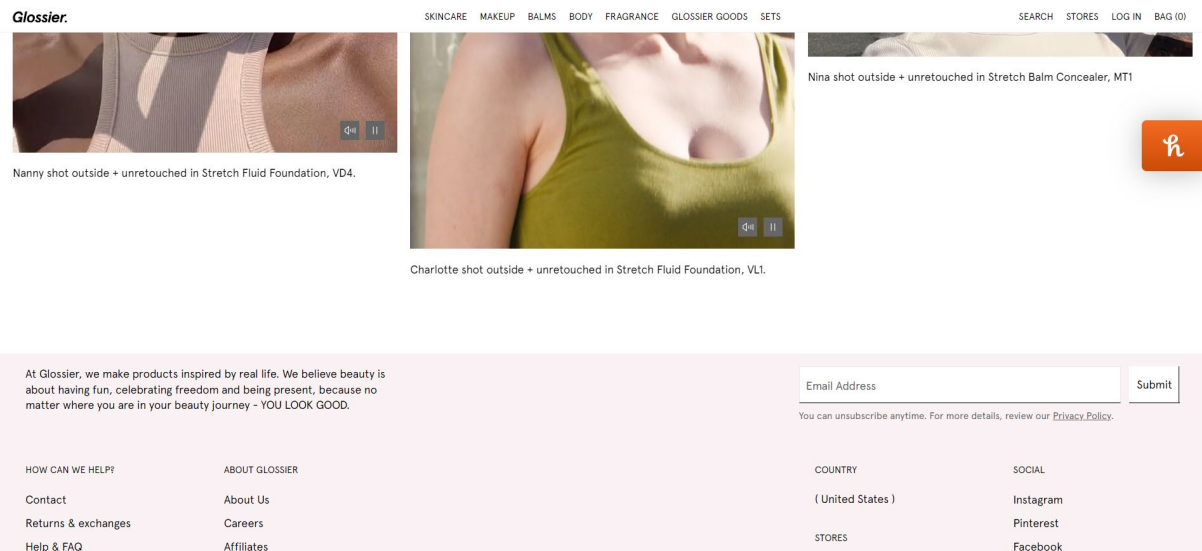 Glossier.
SKINCARE MAKEUP BALMS BODY FRAGRANCE GLOSSIER GOODS SETS
SEARCH STORES LOG IN BAG (0)
Nanny shot outside + unretouched in Stretch Fluid Foundation, VD4.
Charlotte shot outside + unretouched in Stretch Fluid Foundation, VL1.
Nina shot outside + unretouched in Stretch Balm Concealer, MT1
h
At Glossier, we make products inspired by real life. We believe beauty is
about having fun, celebrating freedom and being present, because no
matter where you are in your beauty journey - YOU LOOK GOOD.
Email Address
Submit
You can unsubscribe anytime. For more details, review our Privacy Policy.
HOW CAN WE HELP?
Contact
Returns & exchanges
Help & FAQ
ABOUT GLOSSIER
About Us
Careers
Affiliates
COUNTRY
( United States )
STORES
SOCIAL
Instagram
Pinterest
Facebook